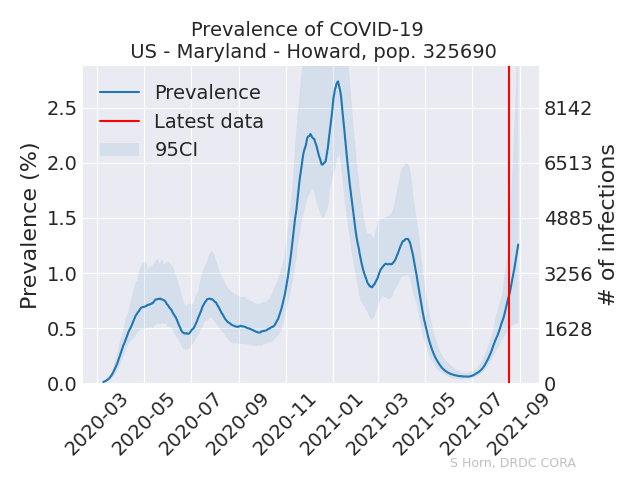 Prevalence of COVID-19
US - Maryland - Howard, pop. 325690
Prevalence
Latest data
95CI
Prevalence (%)
2.5
2.0
1.5
1.0
0.5
0.0
8142
6513
4885
3256
1628
0
# of infections
2020-03
2020-05
2020-07
2020-09
2020-11
2021-01
2021-03
2021-05
2021-07
2021-09
S Horn, DRDC CORA